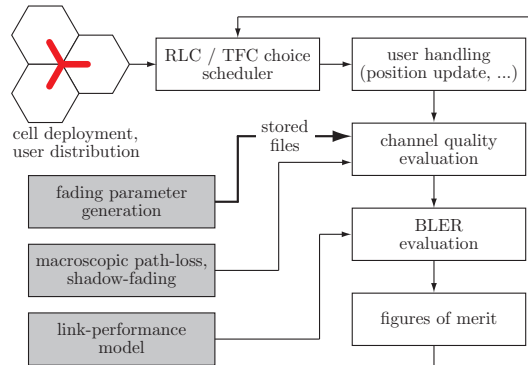 RLC / TFC choice
scheduler
user handling
(position update, ...)
cell deployment,
user distribution
stored
files
channel quality
evaluation
fading parameter
generation
BLER
evaluation
macroscopic path-loss,
shadow-fading
figures of merit
link-performance
model